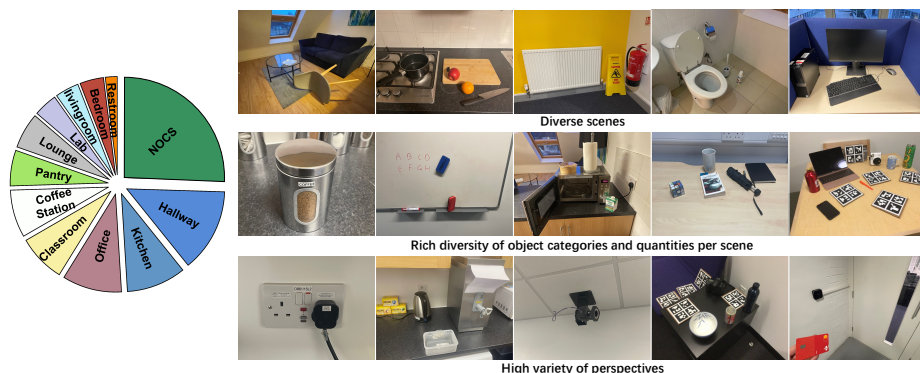 NOCS
Hallway
Kitchen
Office
Classroom
Coffee
Station
Pantry
Lounge
Lab
livingroom
Bedroom
Restroom
Diverse scenes
A B C D
Rich diversity of object categories and quantities per scene
High variety of perspectives